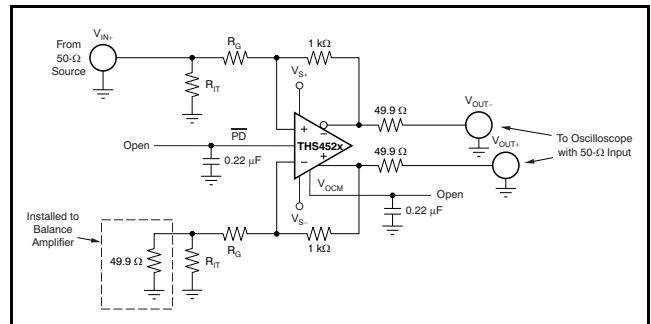 From
50-Ω
Source
V_IN+
R_G
1 kΩ
R_IT
V_S+
49.9 Ω
V_OUT−
Open
PD
0.22 µF
+
−
THS452x
−
+
49.9 Ω
V_OUT+
To Oscilloscope
with 50-Ω Input
V_OCM
Open
0.22 µF
V_S−
Installed to
Balance
Amplifier
49.9 Ω
R_IT
R_G
1 kΩ